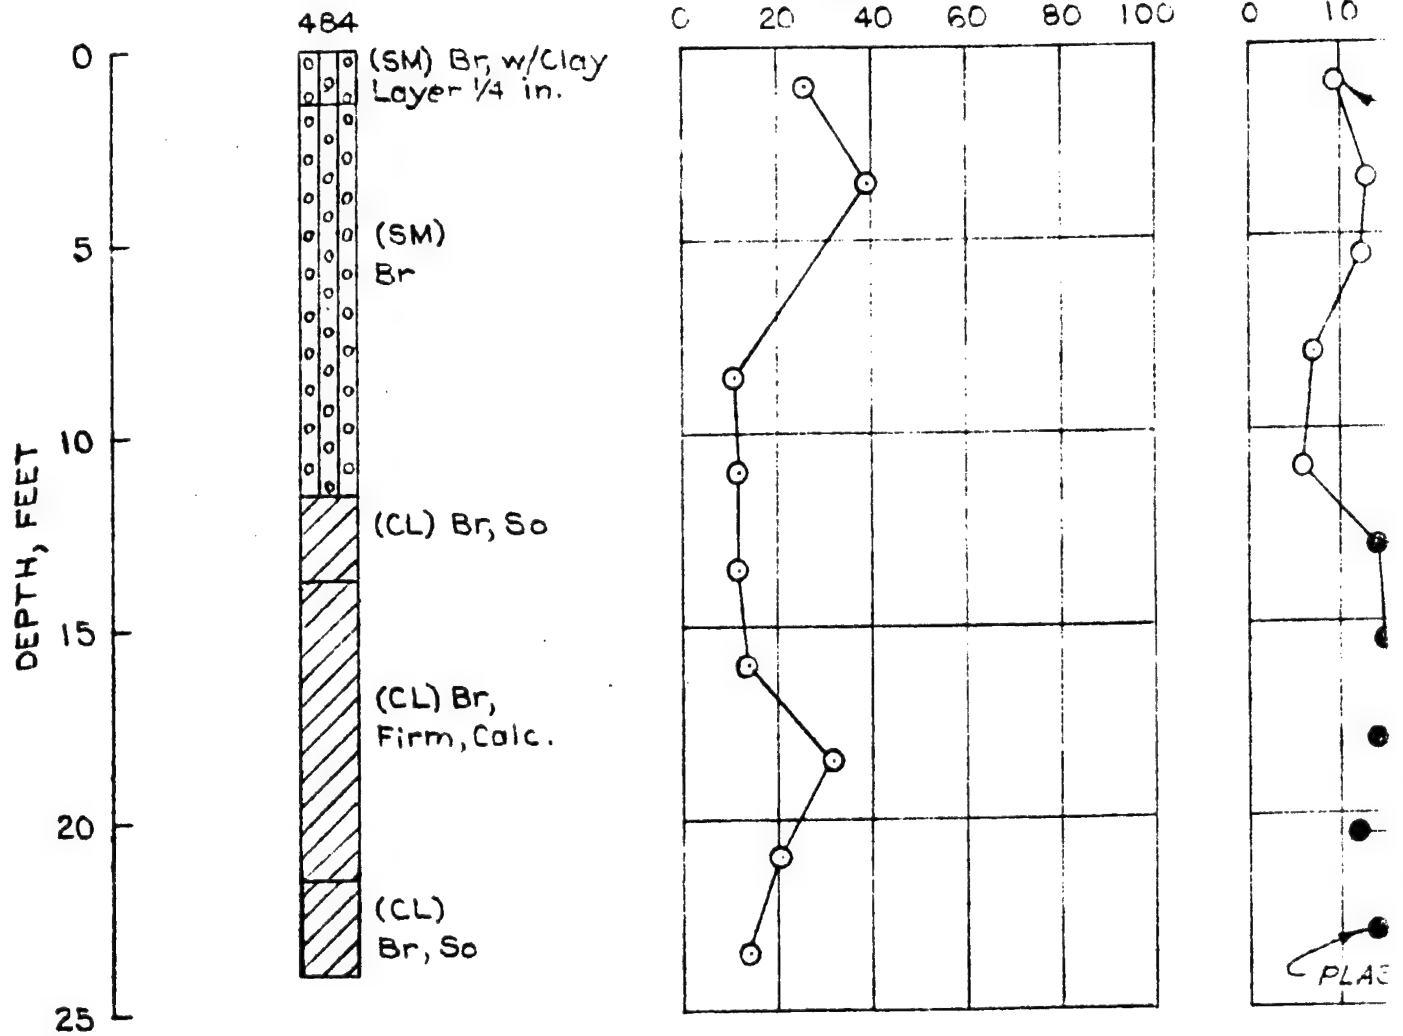 484
0 20 40 60 80 100
0 10
0
5
10
15
20
25
DEPTH, FEET
(SM) Br, w/Clay
Layer 1/4 in.
(SM)
Br
(CL) Br, So
(CL) Br,
Firm, Calc.
(CL)
Br, So